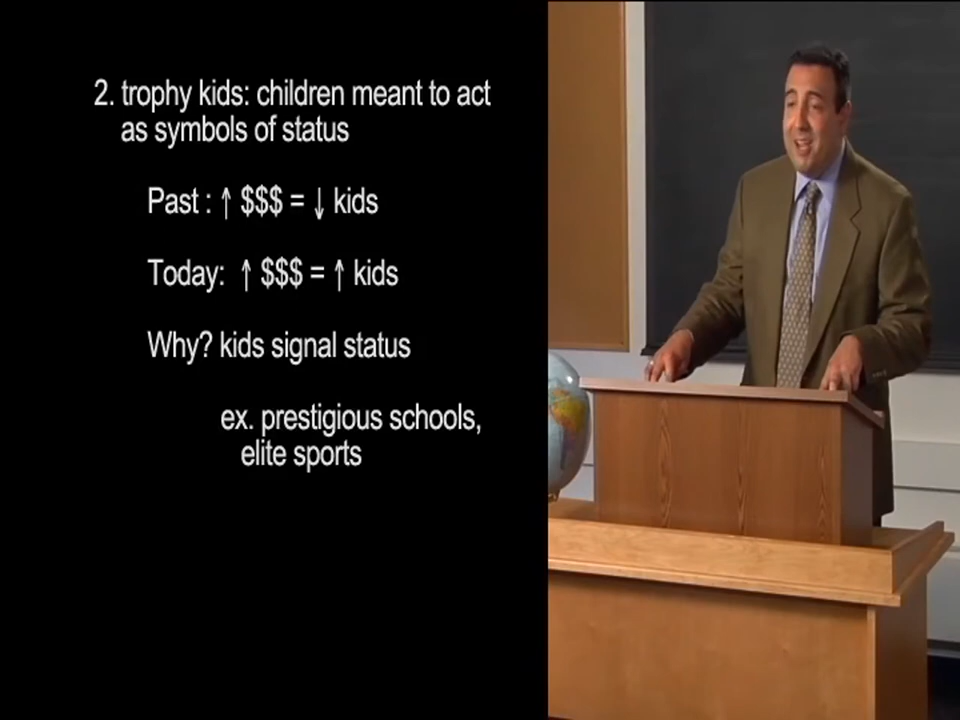 2. trophy kids: children meant to act
as symbols of status
Past : ↑ $$$ = ↓ kids
Today: ↑ $$$ = ↑ kids
Why? kids signal status
ex. prestigious schools,
elite sports